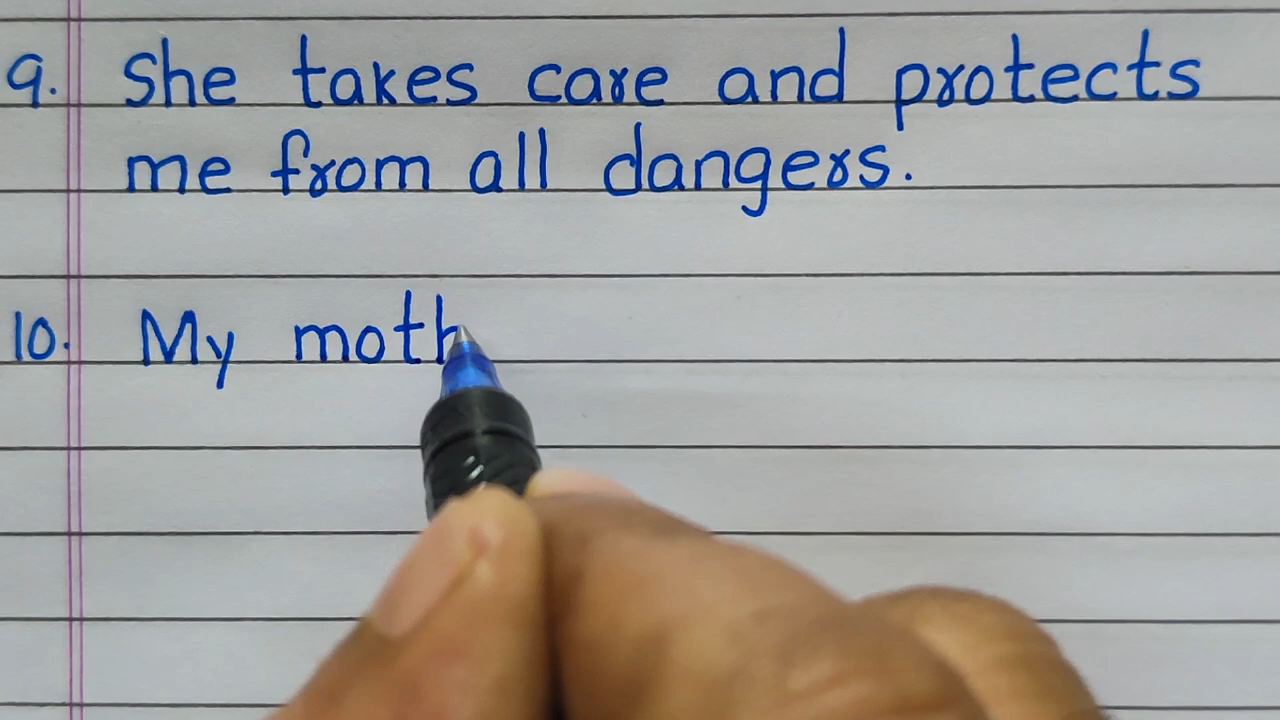 9. She takes care and protects
me from all dangers.
10. My moth